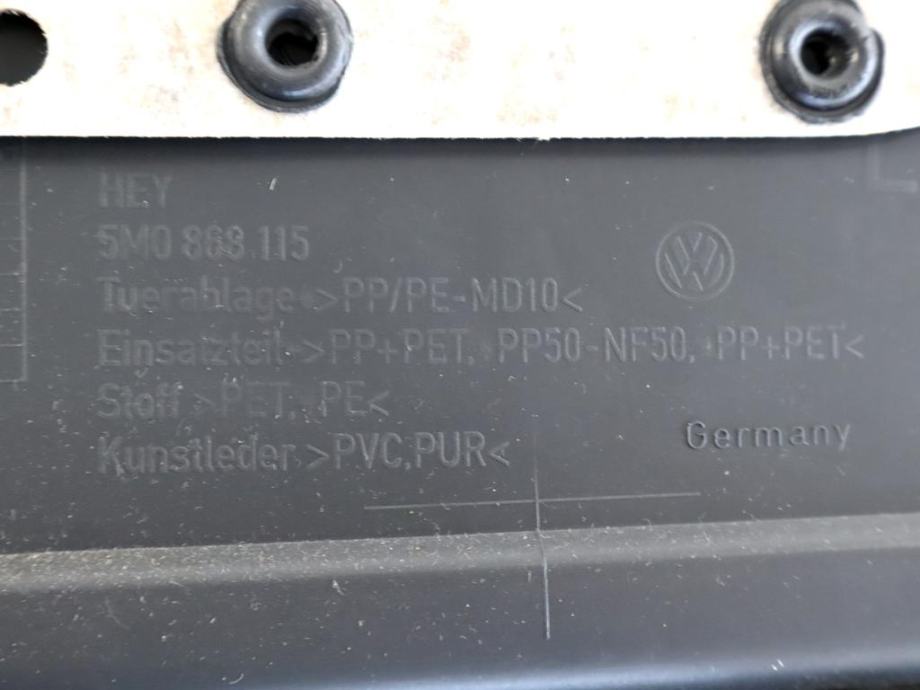 HEY
5M0 868 115
Tuerablage >PP/PE-MD10<
Einsatzteil >PP+PET, PP50-NF50, PP+PET<
Stoff >PET, PE<
Kunstleder >PVC,PUR<
VW
Germany